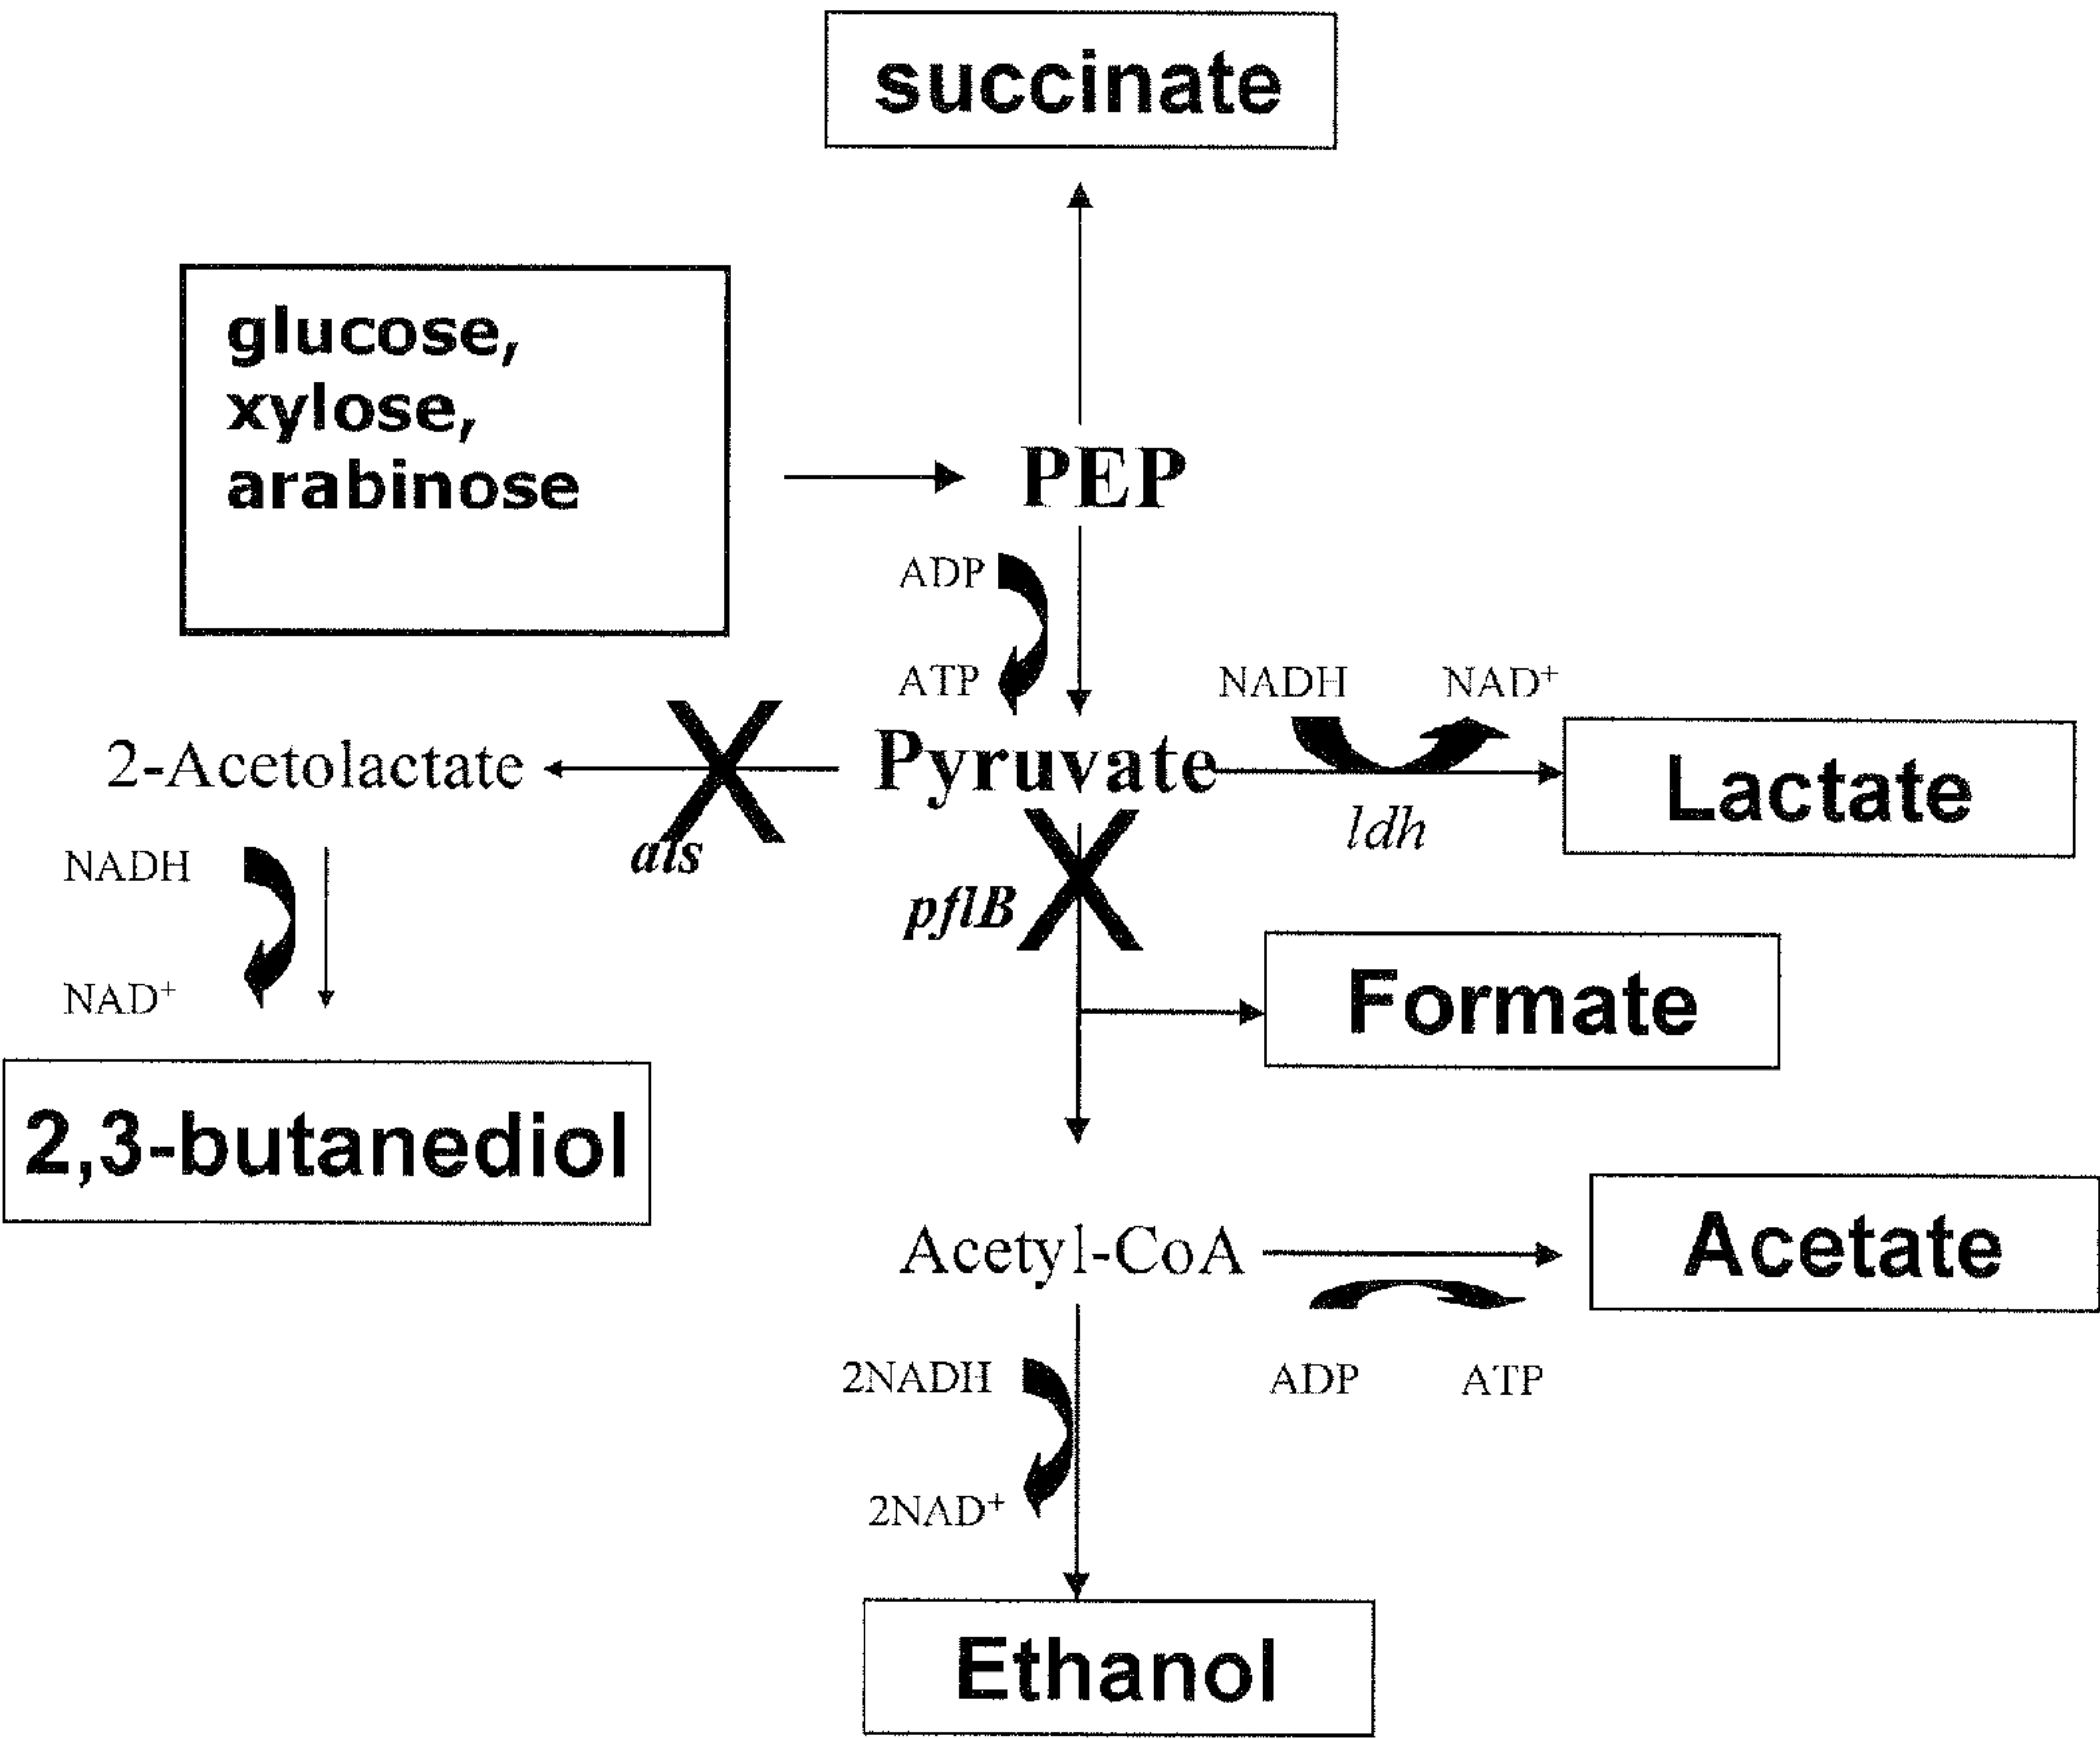 succinate
glucose,
xylose,
arabinose
PEP
ADP
ATP
NADH NAD+
2-Acetolactate
Pyruvate
Lactate
als
ldh
NADH
pflB
NAD+
Formate
2,3-butanediol
Acetyl-CoA
Acetate
2NADH
ADP ATP
2NAD+
Ethanol